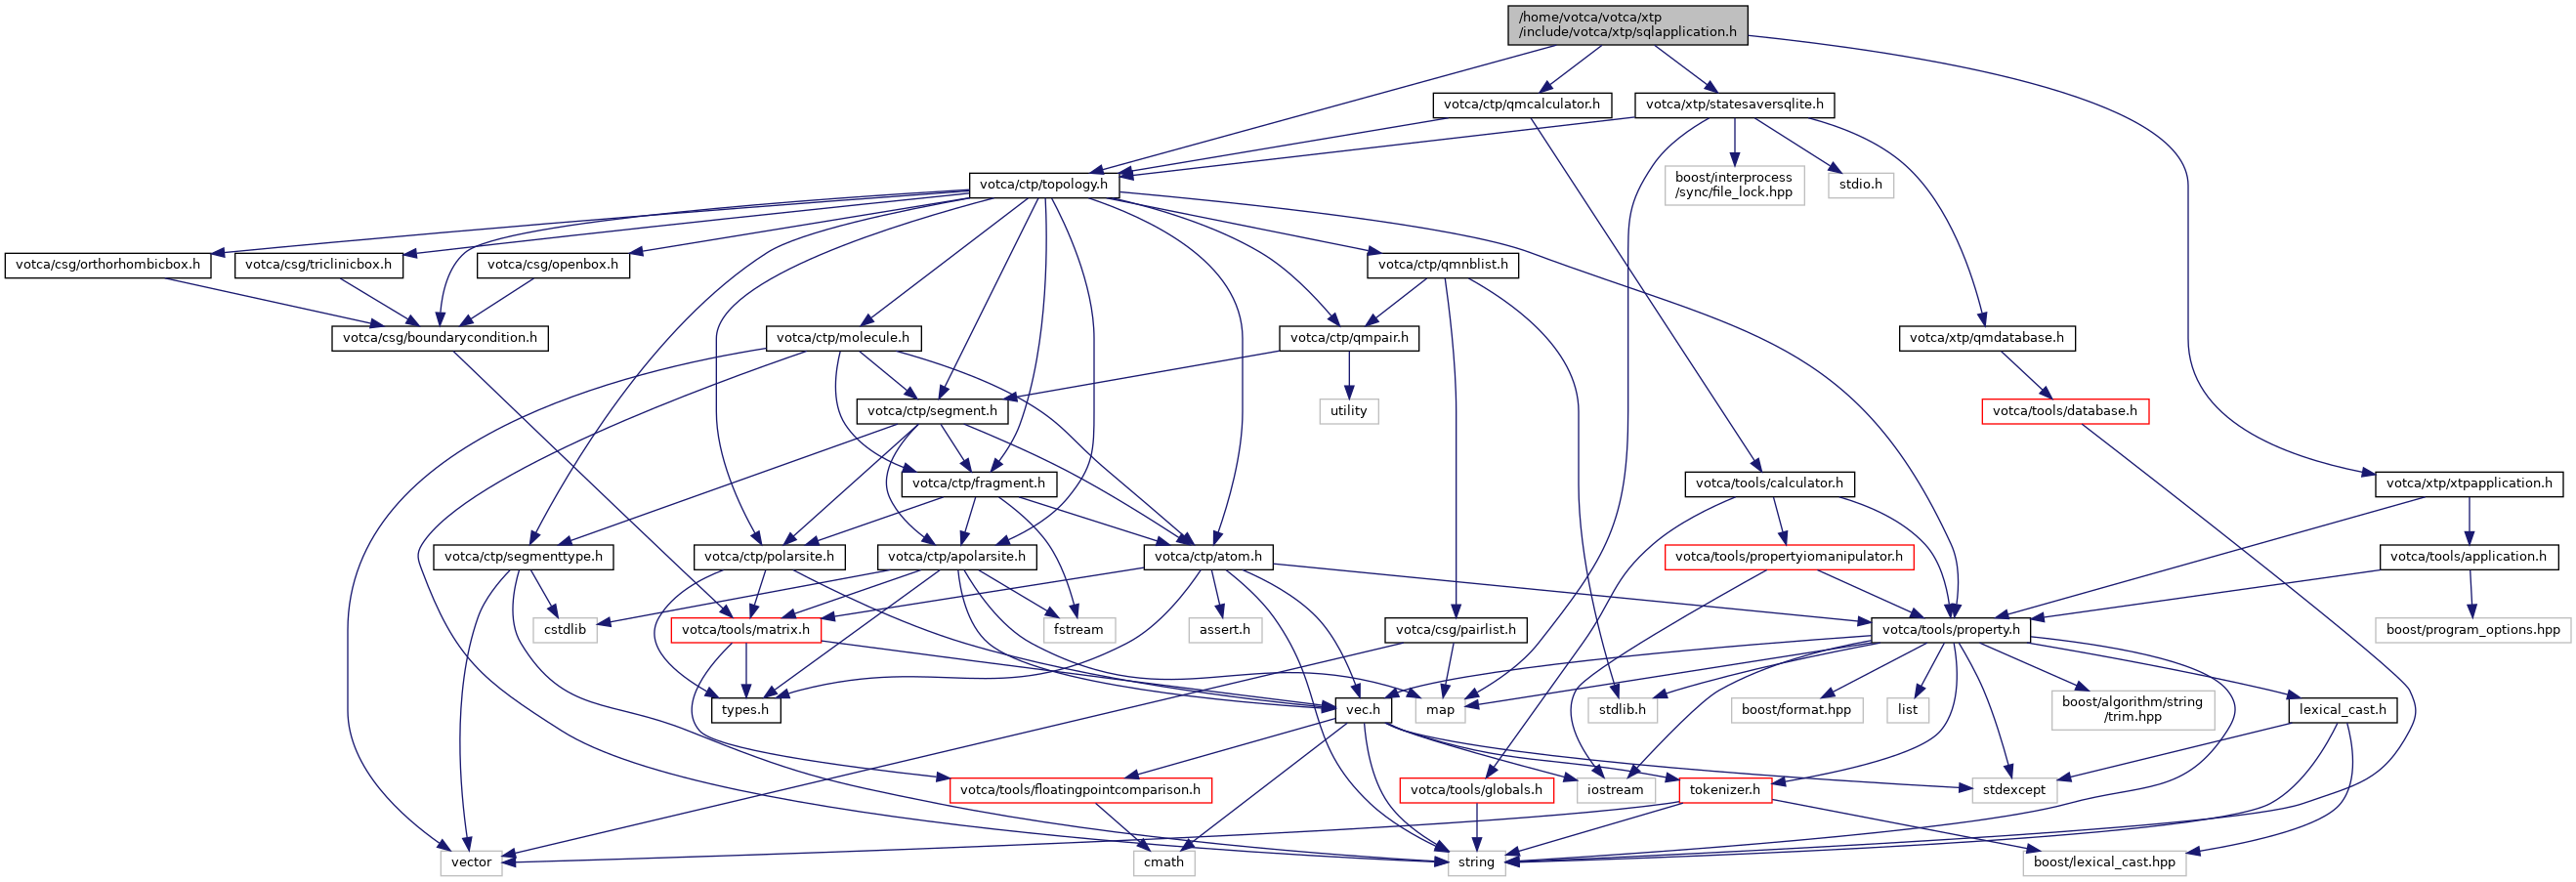 /home/votca/votca/xtp
/include/votca/xtp/sqlapplication.h
votca/ctp/qmcalculator.h
votca/xtp/statesaversqlite.h
votca/ctp/topology.h
boost/interprocess
/sync/file_lock.hpp
stdio.h
votca/csg/orthorhombicbox.h
votca/csg/triclinicbox.h
votca/csg/openbox.h
votca/ctp/qmnblist.h
votca/csg/boundarycondition.h
votca/ctp/molecule.h
votca/ctp/qmpair.h
votca/xtp/qmdatabase.h
votca/ctp/segment.h
utility
votca/tools/database.h
votca/ctp/fragment.h
votca/tools/calculator.h
votca/xtp/xtpapplication.h
votca/ctp/segmenttype.h
votca/ctp/polarsite.h
votca/ctp/apolarsite.h
votca/ctp/atom.h
votca/tools/propertyiomanipulator.h
votca/tools/application.h
cstdlib
votca/tools/matrix.h
fstream
assert.h
votca/csg/pairlist.h
votca/tools/property.h
boost/program_options.hpp
types.h
vec.h
map
stdlib.h
boost/format.hpp
list
boost/algorithm/string
/trim.hpp
lexical_cast.h
votca/tools/floatingpointcomparison.h
votca/tools/globals.h
iostream
tokenizer.h
stdexcept
vector
cmath
string
boost/lexical_cast.hpp